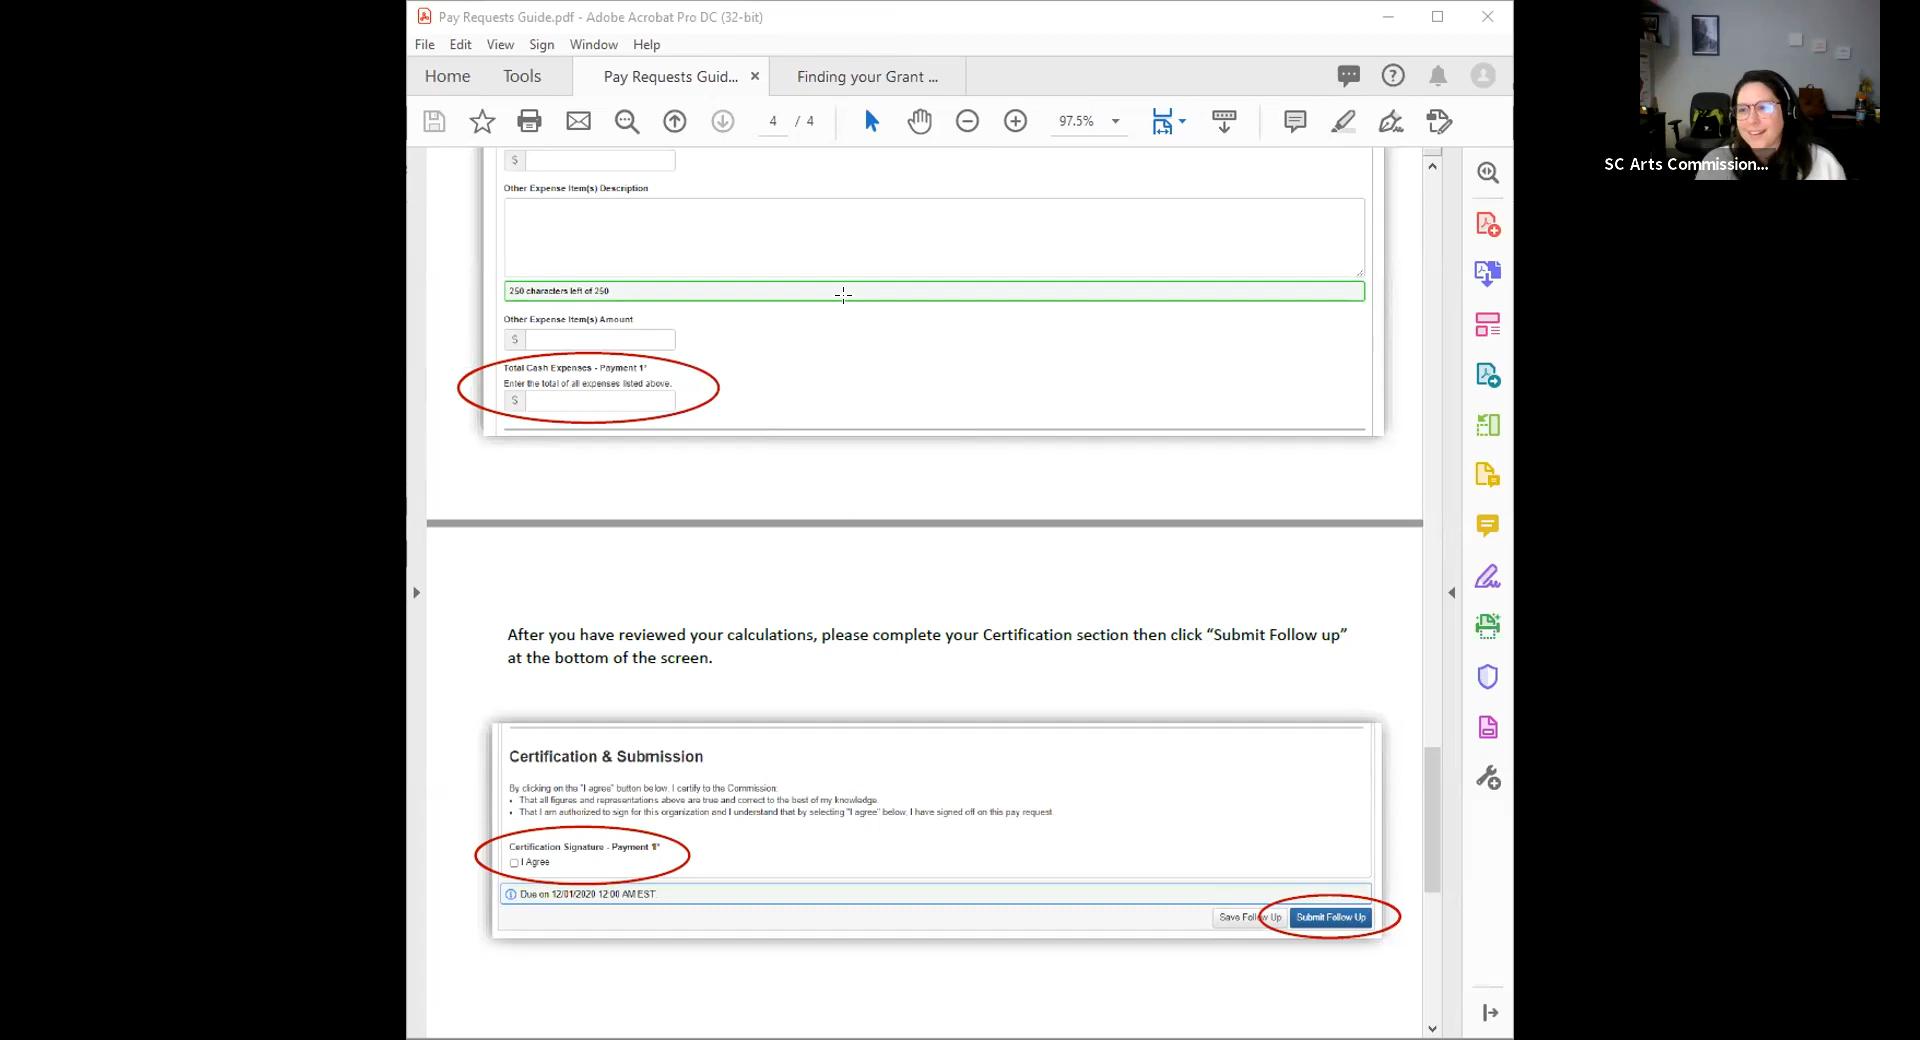 Pay Requests Guide.pdf - Adobe Acrobat Pro DC (32-bit)
File Edit View Sign Window Help
Home Tools Pay Requests Guid... × Finding your Grant ...
4 / 4 97.5%
SC Arts Commission...
$
Other Expense Item(s) Description
250 characters left of 250
Other Expense Item(s) Amount
$
Total Cash Expenses - Payment 1*
Enter the total of all expenses listed above.
$
After you have reviewed your calculations, please complete your Certification section then click “Submit Follow up”
at the bottom of the screen.
Certification & Submission
By clicking on the "I agree" button below, I certify to the Commission:
• That all figures and representations above are true and correct to the best of my knowledge.
• That I am authorized to sign for this organization and I understand that by selecting "I agree" below, I have signed off on this pay request.
Certification Signature - Payment 1*
I Agree
Due on 12/01/2020 12:00 AM EST.
Save Follow Up Submit Follow Up